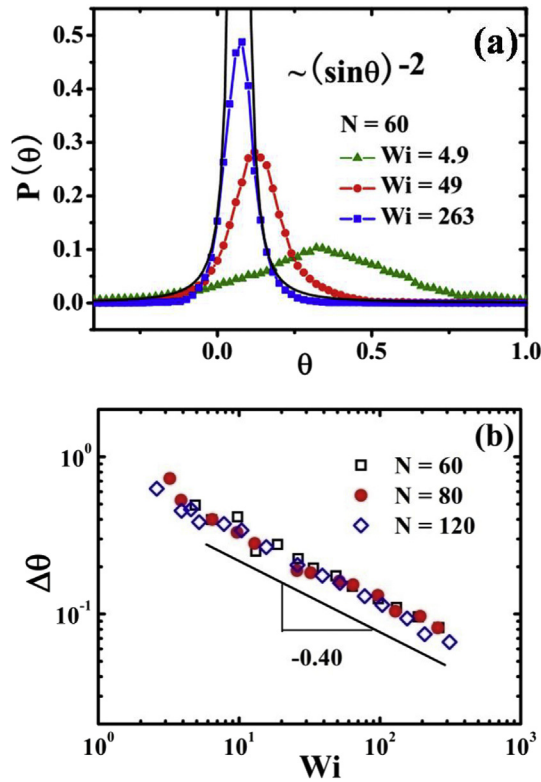 (a)
~(sinθ)-2
N = 60
Wi = 4.9
Wi = 49
Wi = 263
P(θ)
0.5
0.4
0.3
0.2
0.1
0.0
0.0 0.5 1.0
θ
(b)
N = 60
N = 80
N = 120
Δθ
10⁰
10⁻¹
-0.40
10⁰ 10¹ 10² 10³
Wi